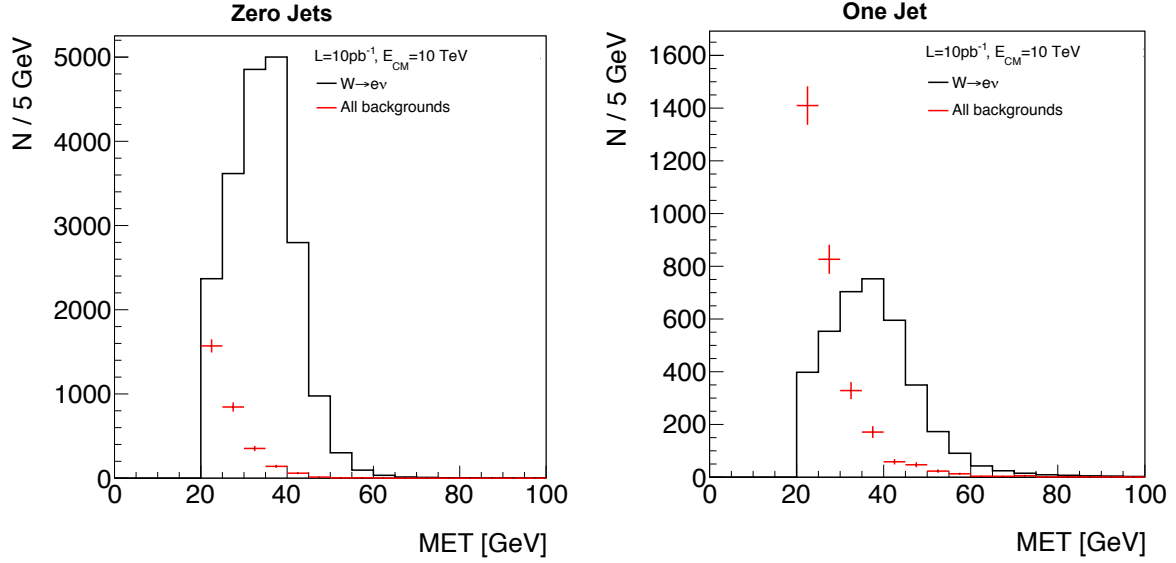 Zero Jets
N / 5 GeV
5000
4000
3000
2000
1000
0
L=10pb⁻¹, E_CM=10 TeV
W→eν
All backgrounds
0 20 40 60 80 100
MET [GeV]
One Jet
N / 5 GeV
1600
1400
1200
1000
800
600
400
200
0
L=10pb⁻¹, E_CM=10 TeV
W→eν
All backgrounds
0 20 40 60 80 100
MET [GeV]